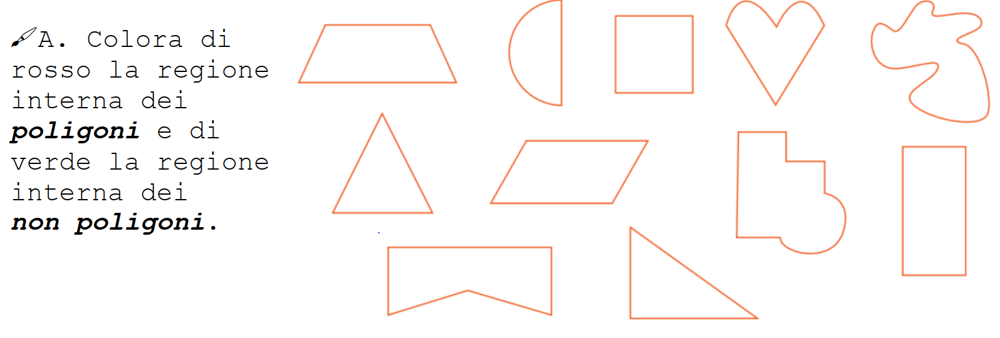 A. Colora di
rosso la regione
interna dei
poligoni e di
verde la regione
interna dei
non poligoni.